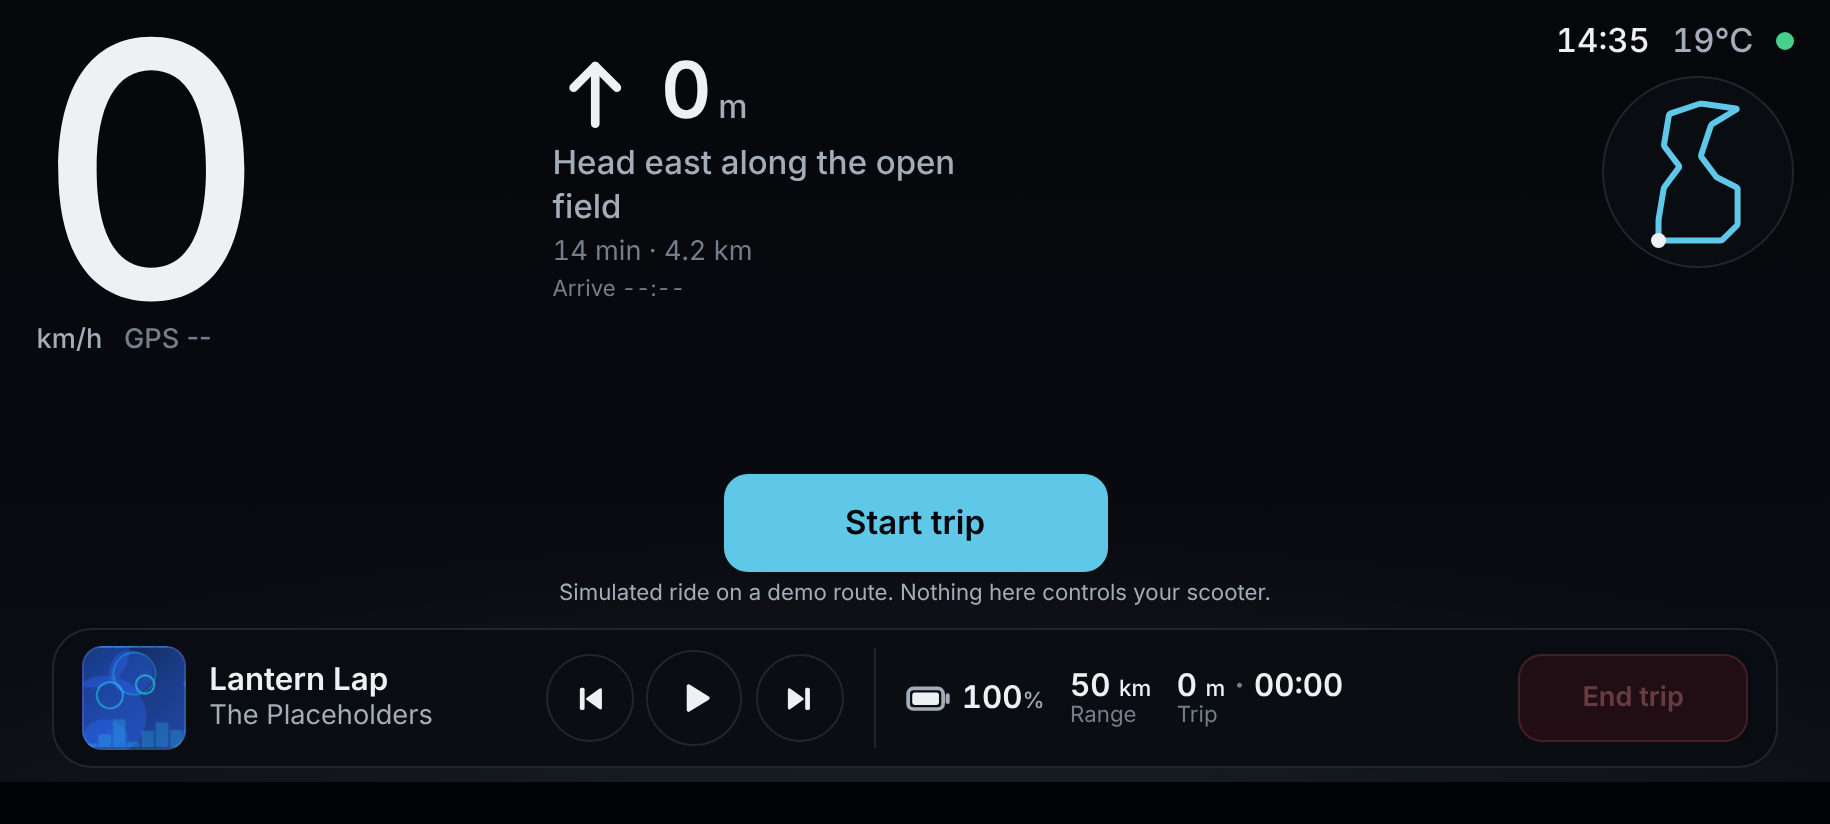 0
km/h GPS --
0 m
Head east along the open
field
14 min · 4.2 km
Arrive --:--
14:35 19°C
Start trip
Simulated ride on a demo route. Nothing here controls your scooter.
Lantern Lap
The Placeholders
100%
50 km
Range
0 m · 00:00
Trip
End trip